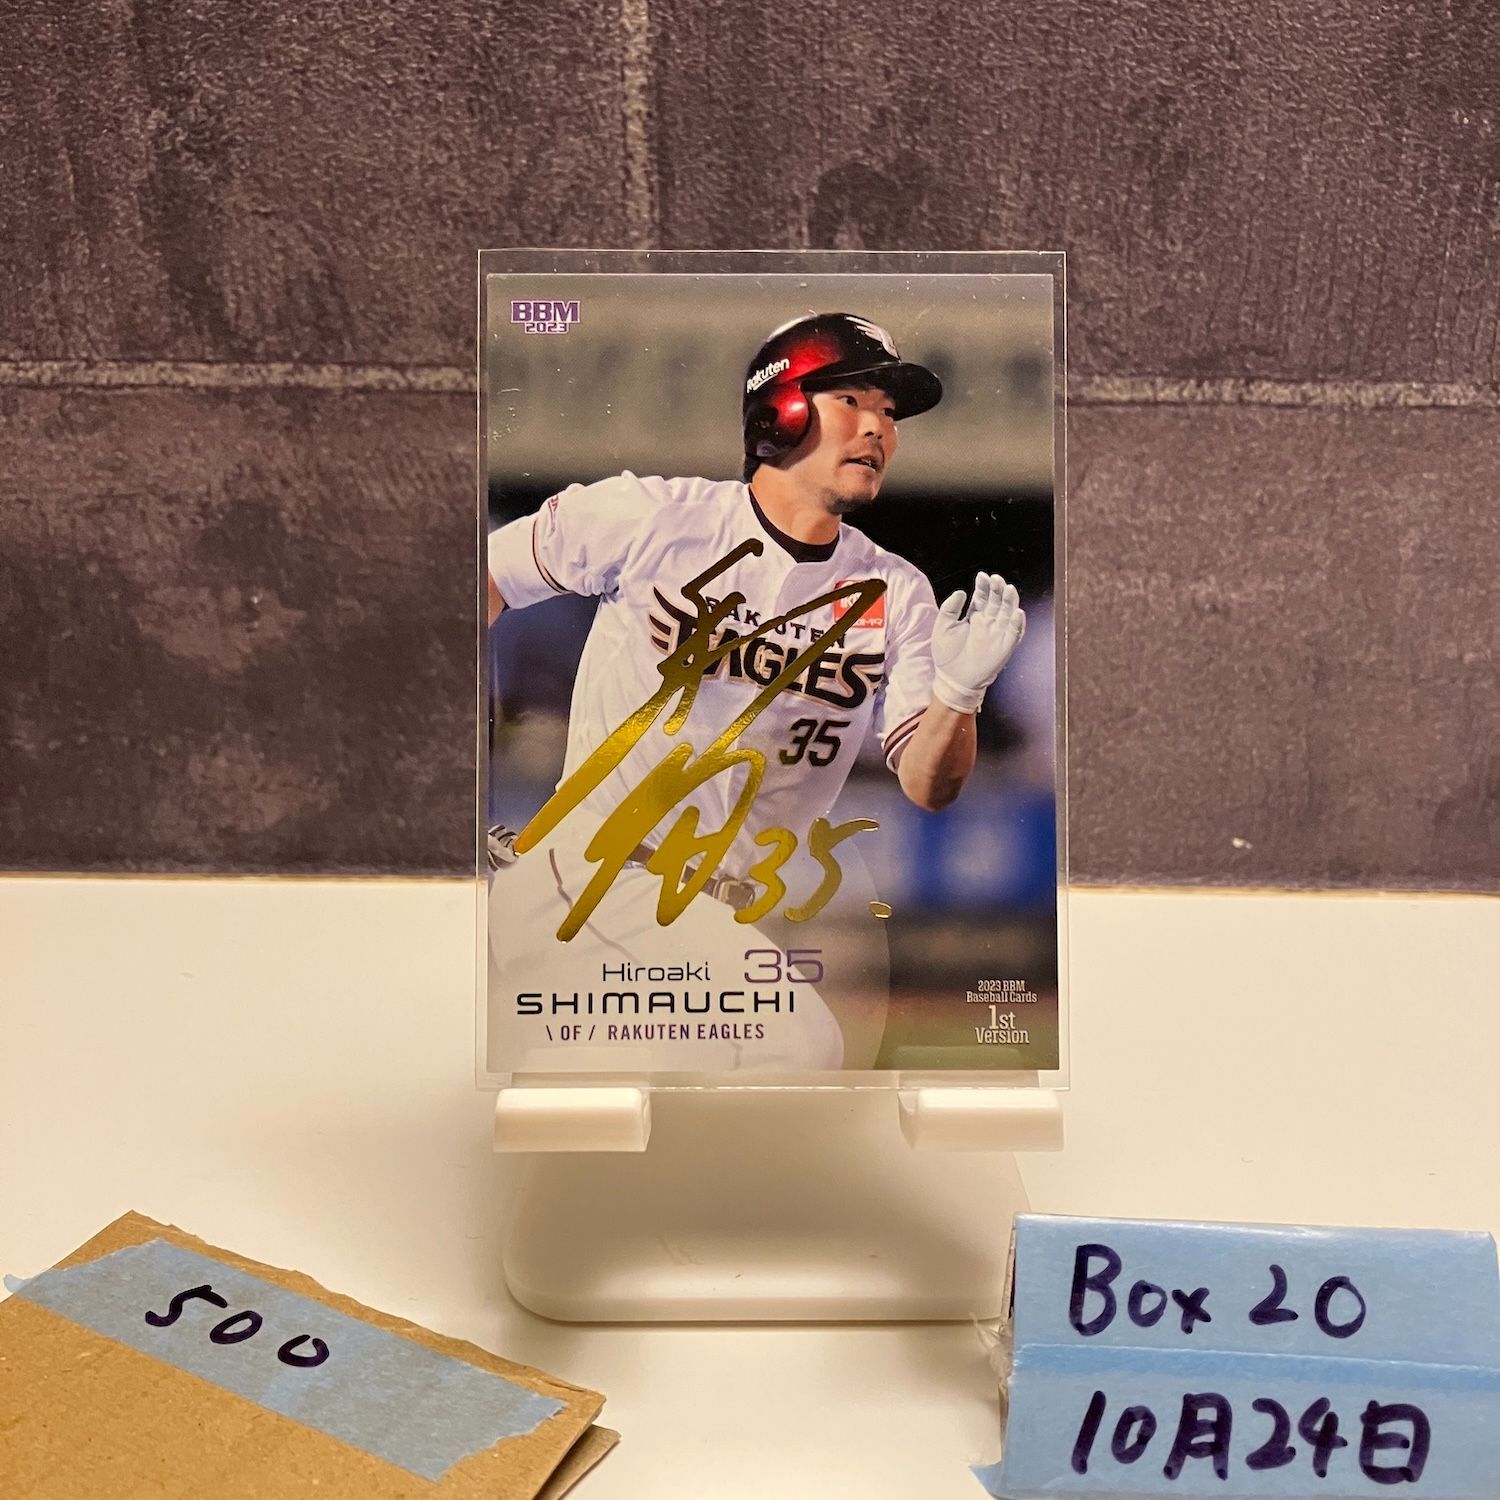 BBM
2023
Rakuten
RAKUTEN
EAGLES
35
35.
Hiroaki 35
SHIMAUCHI
\ OF / RAKUTEN EAGLES
2023 BBM
Baseball Cards
1st
Version
500
Box 20
10月24日